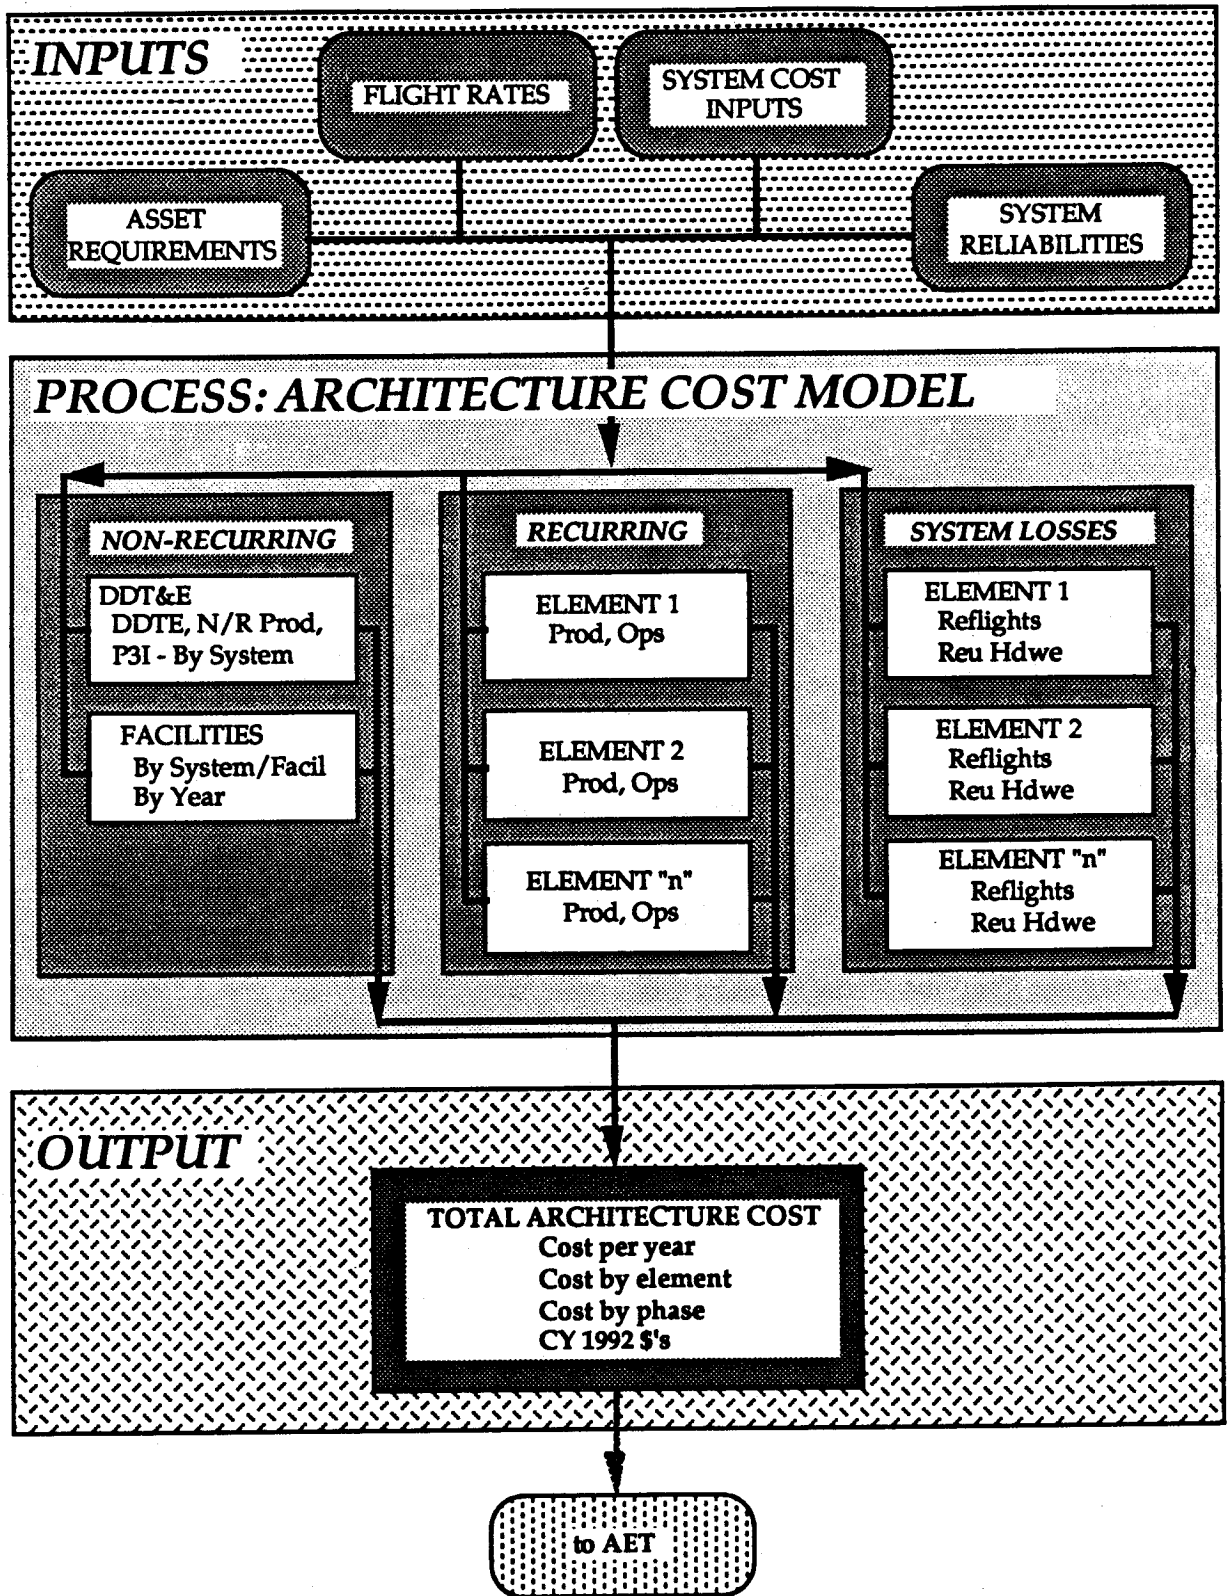 INPUTS
FLIGHT RATES
SYSTEM COST
INPUTS
ASSET
REQUIREMENTS
SYSTEM
RELIABILITIES
PROCESS: ARCHITECTURE COST MODEL
NON-RECURRING
DDT&E
DDTE, N/R Prod,
P3I - By System
FACILITIES
By System/Facil
By Year
RECURRING
ELEMENT 1
Prod, Ops
ELEMENT 2
Prod, Ops
ELEMENT "n"
Prod, Ops
SYSTEM LOSSES
ELEMENT 1
Reflights
Reu Hdwe
ELEMENT 2
Reflights
Reu Hdwe
ELEMENT "n"
Reflights
Reu Hdwe
OUTPUT
TOTAL ARCHITECTURE COST
Cost per year
Cost by element
Cost by phase
CY 1992 $'s
to AET